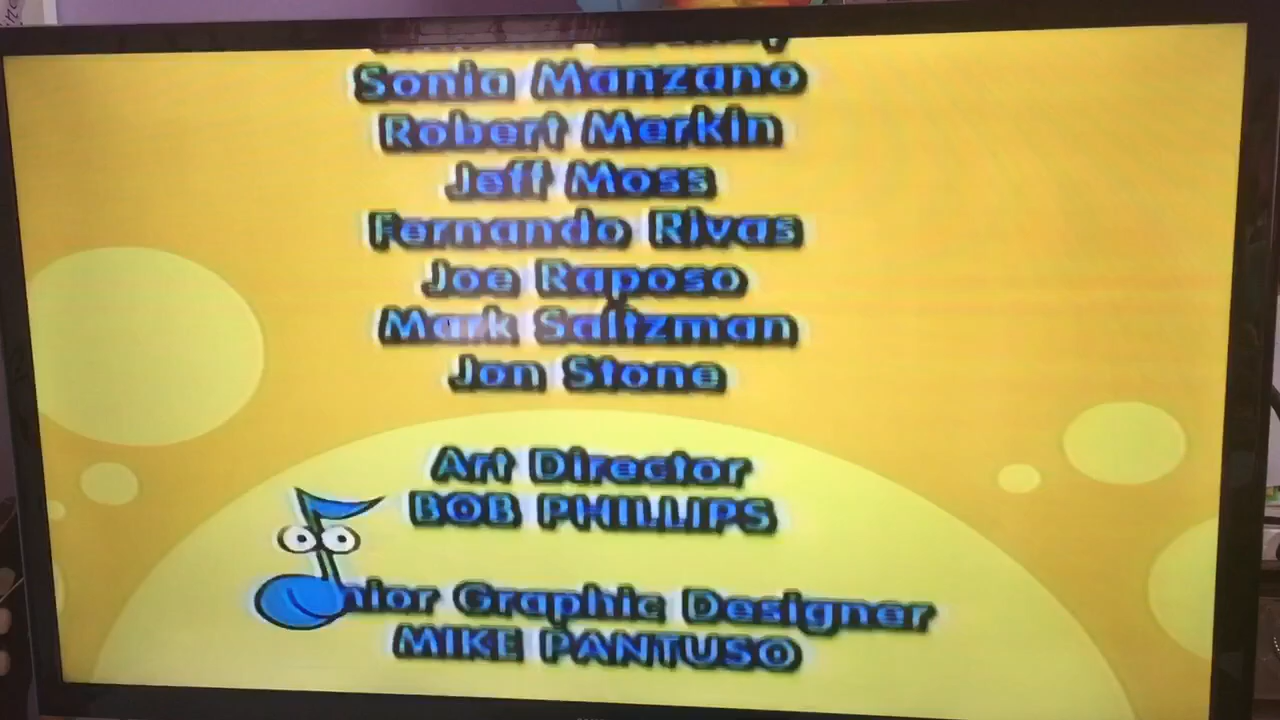 Sonia Manzano
Robert Merkin
Jeff Moss
Fernando Rivas
Joe Raposo
Mark Saltzman
Jon Stone
Art Director
BOB PHILLIPS
nior Graphic Designer
MIKE PANTUSO